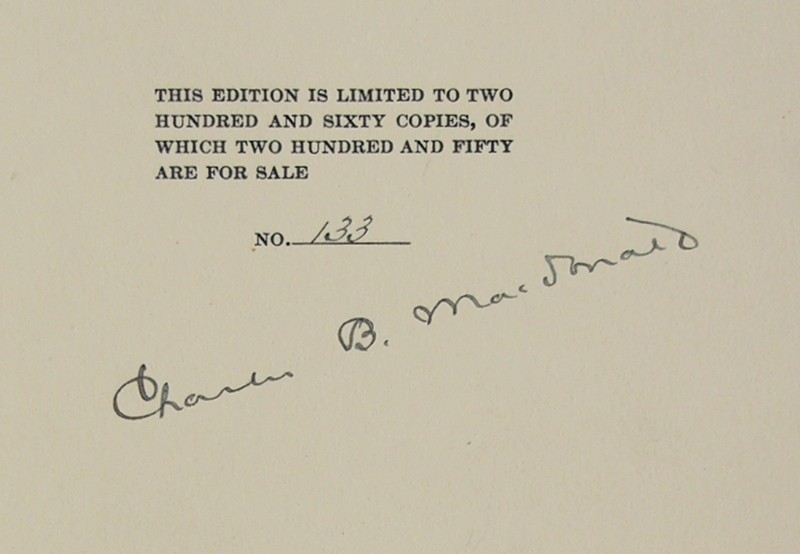 THIS EDITION IS LIMITED TO TWO
HUNDRED AND SIXTY COPIES, OF
WHICH TWO HUNDRED AND FIFTY
ARE FOR SALE
NO. 133
Charles B. Macdonald